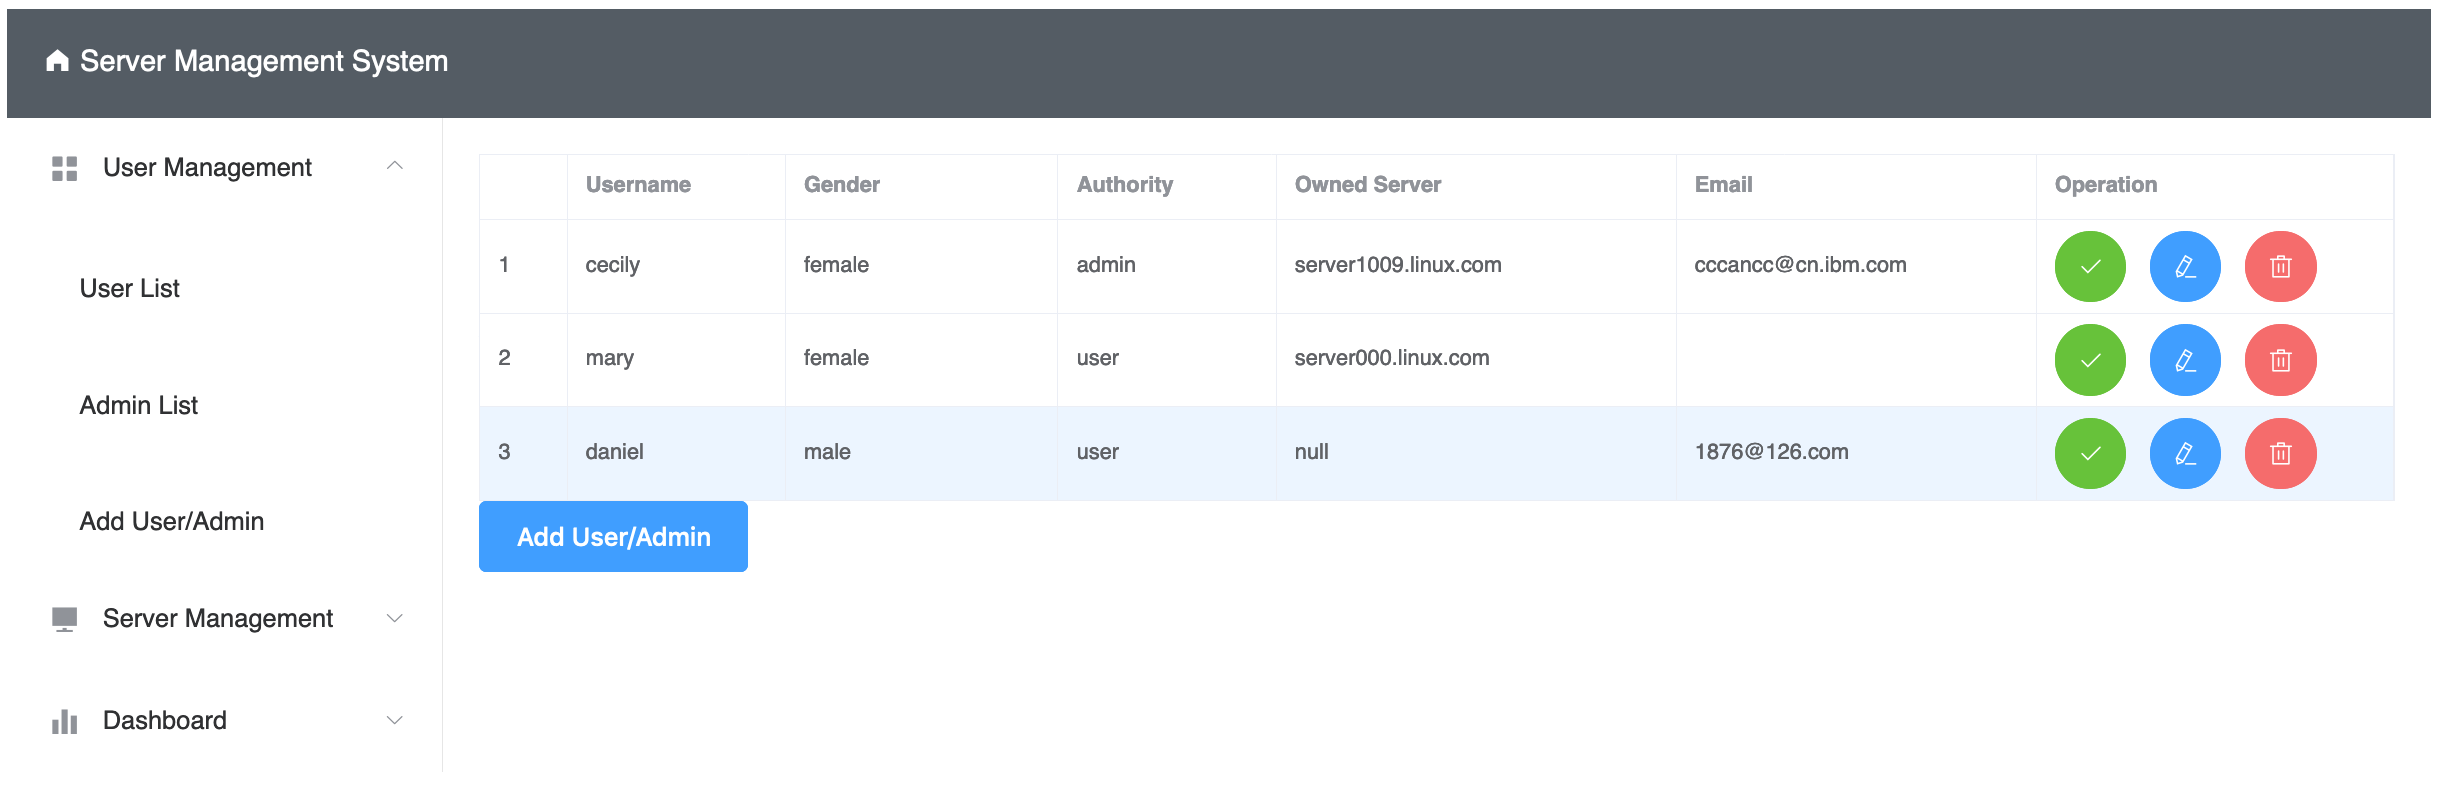 Server Management System
User Management
User List
Admin List
Add User/Admin
Server Management
Dashboard
Username Gender Authority Owned Server Email Operation
1 cecily female admin server1009.linux.com cccancc@cn.ibm.com
2 mary female user server000.linux.com
3 daniel male user null 1876@126.com
Add User/Admin